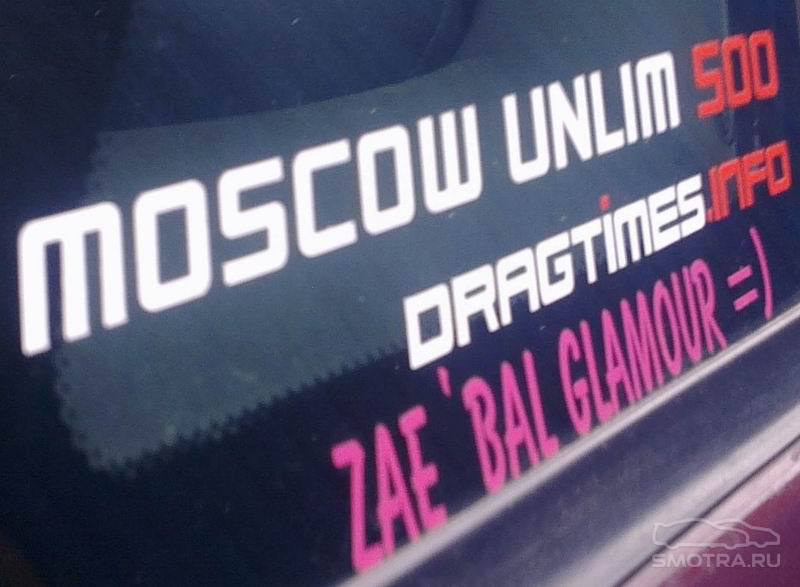 MOSCOW UNLIM 500
DRAGTIMES.INFO
ZAE`BAL GLAMOUR =)
SMOTRA.RU